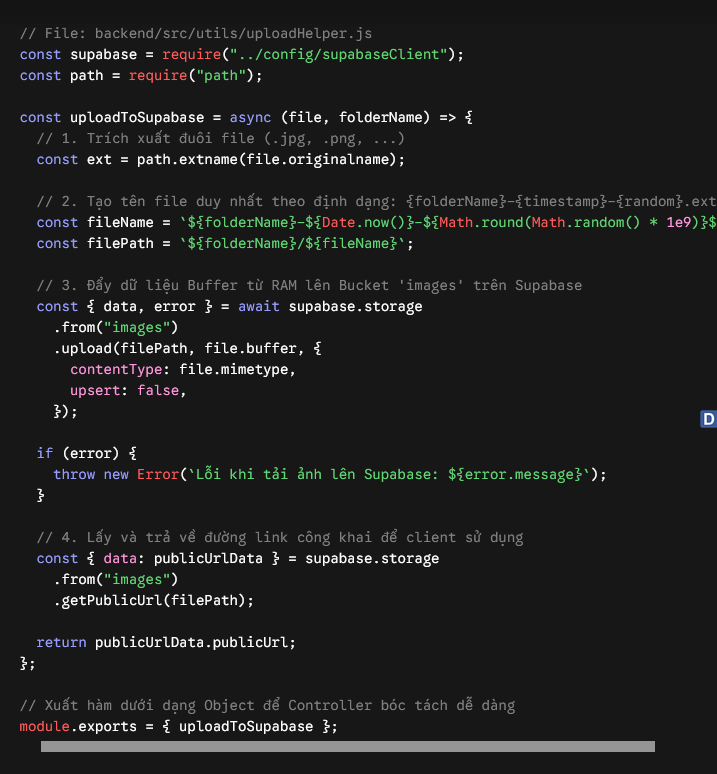 // File: backend/src/utils/uploadHelper.js
const supabase = require("../config/supabaseClient");
const path = require("path");
const uploadToSupabase = async (file, folderName) => {
// 1. Trích xuất đuôi file (.jpg, .png, ...)
const ext = path.extname(file.originalname);
// 2. Tạo tên file duy nhất theo định dạng: {folderName}-{timestamp}-{random}.ext
const fileName = `${folderName}-${Date.now()}-${Math.round(Math.random() * 1e9)}$
const filePath = `${folderName}/${fileName}`;
// 3. Đẩy dữ liệu Buffer từ RAM lên Bucket 'images' trên Supabase
const { data, error } = await supabase.storage
.from("images")
.upload(filePath, file.buffer, {
contentType: file.mimetype,
upsert: false,
});
if (error) {
throw new Error(`Lỗi khi tải ảnh lên Supabase: ${error.message}`);
}
// 4. Lấy và trả về đường link công khai để client sử dụng
const { data: publicUrlData } = supabase.storage
.from("images")
.getPublicUrl(filePath);
return publicUrlData.publicUrl;
};
// Xuất hàm dưới dạng Object để Controller bóc tách dễ dàng
module.exports = { uploadToSupabase };
D